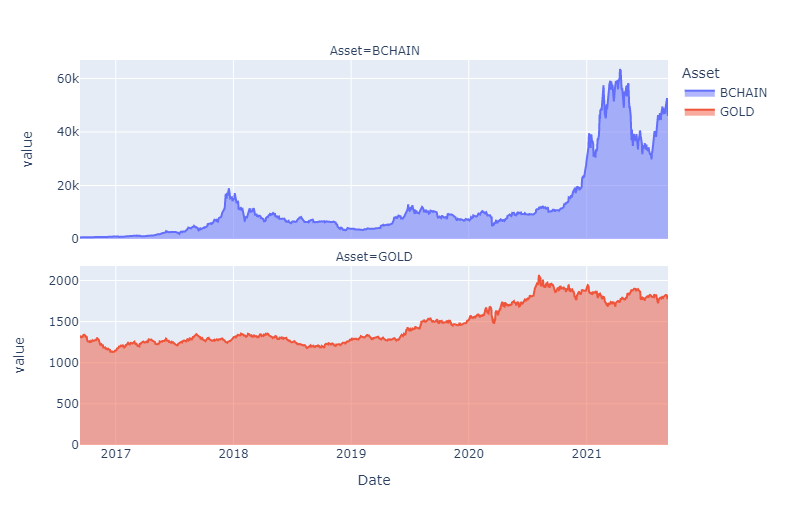 Asset=BCHAIN
60k
40k
20k
0
value
Asset
BCHAIN
GOLD
Asset=GOLD
2000
1500
1000
500
0
value
2017 2018 2019 2020 2021
Date